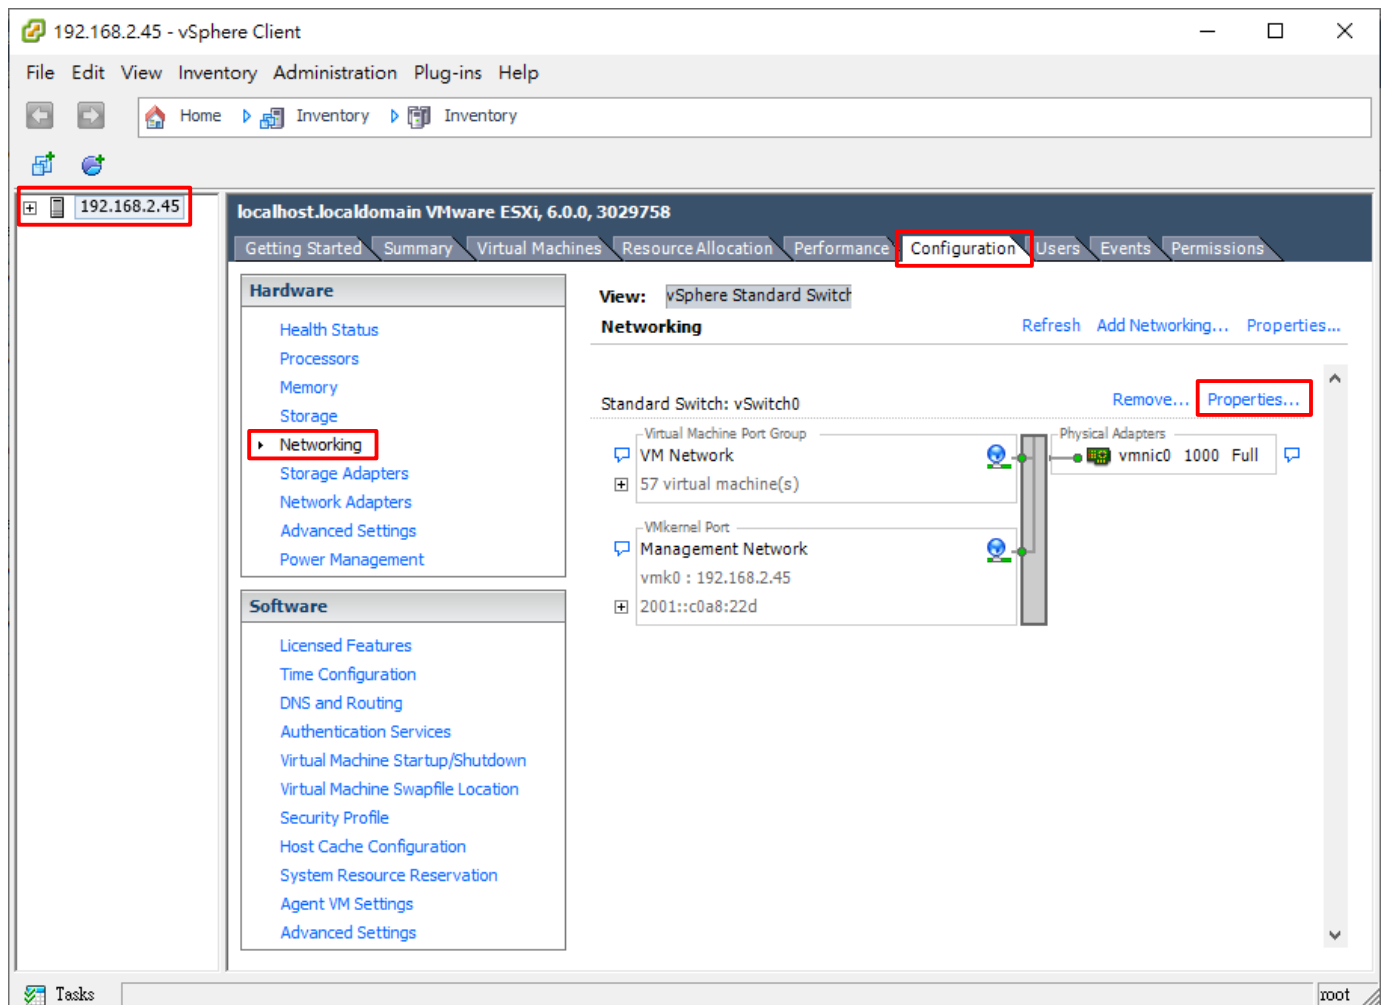 192.168.2.45 - vSphere Client
File Edit View Inventory Administration Plug-ins Help
Home Inventory Inventory
192.168.2.45
localhost.localdomain VMware ESXi, 6.0.0, 3029758
Getting Started Summary Virtual Machines Resource Allocation Performance Configuration Users Events Permissions
Hardware
Health Status
Processors
Memory
Storage
Networking
Storage Adapters
Network Adapters
Advanced Settings
Power Management
Software
Licensed Features
Time Configuration
DNS and Routing
Authentication Services
Virtual Machine Startup/Shutdown
Virtual Machine Swapfile Location
Security Profile
Host Cache Configuration
System Resource Reservation
Agent VM Settings
Advanced Settings
View: vSphere Standard Switch
Networking Refresh Add Networking... Properties...
Standard Switch: vSwitch0 Remove... Properties...
Virtual Machine Port Group
VM Network
57 virtual machine(s)
Physical Adapters
vmnic0 1000 Full
VMkernel Port
Management Network
vmk0 : 192.168.2.45
2001::c0a8:22d
Tasks root